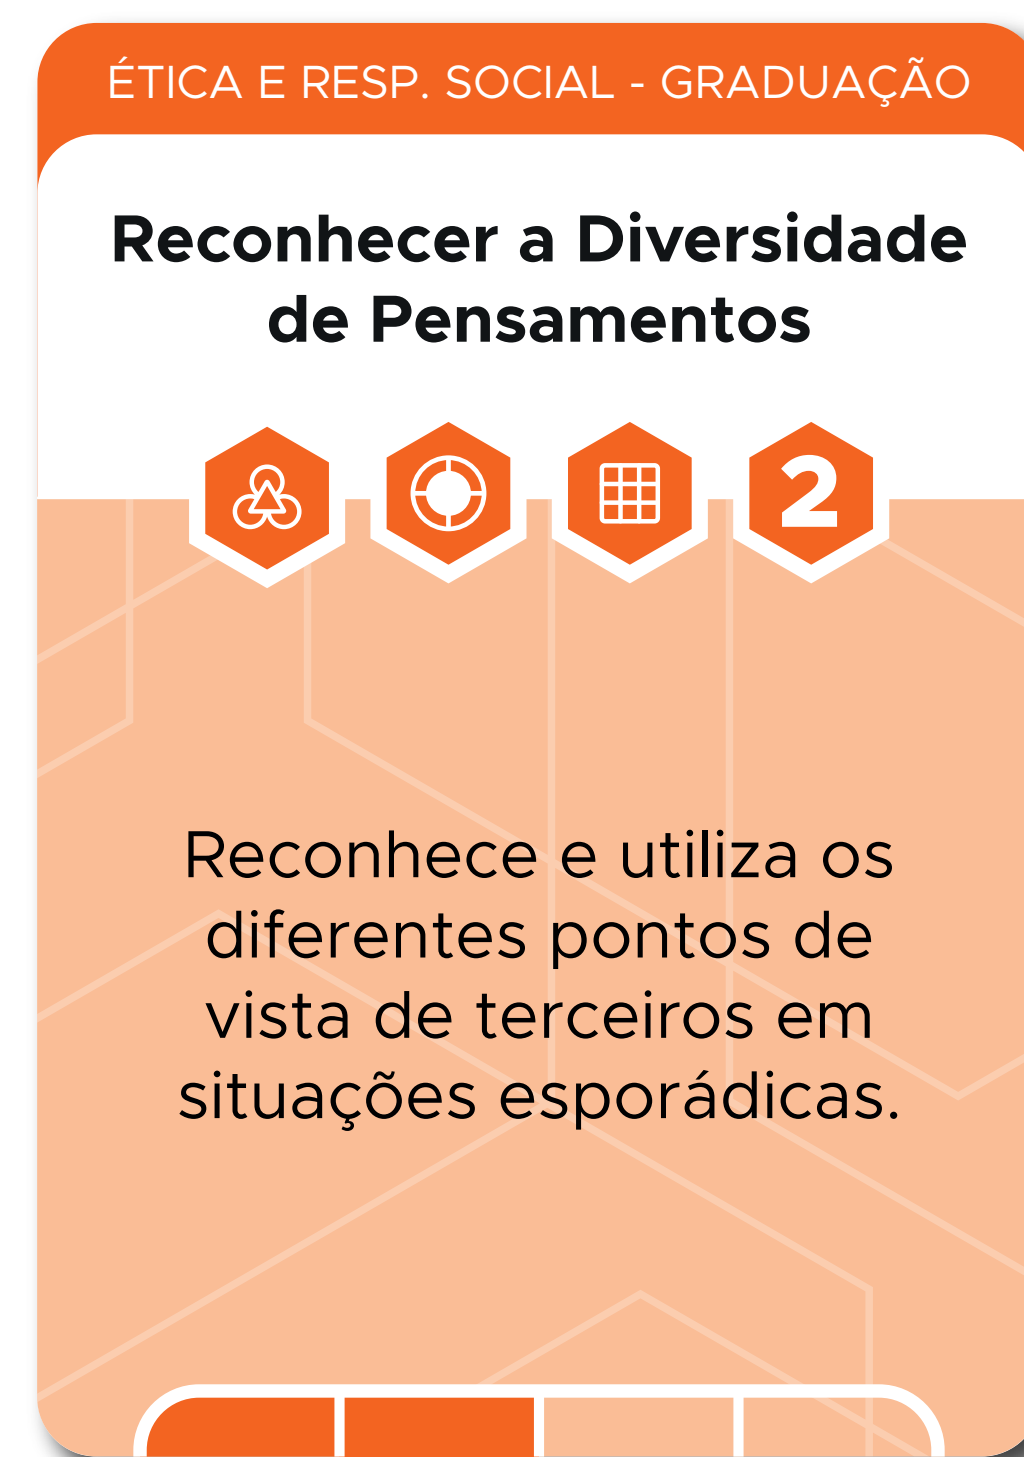 ÉTICA E RESP. SOCIAL - GRADUAÇÃO
Reconhecer a Diversidade
de Pensamentos
2
Reconhece e utiliza os
diferentes pontos de
vista de terceiros em
situações esporádicas.